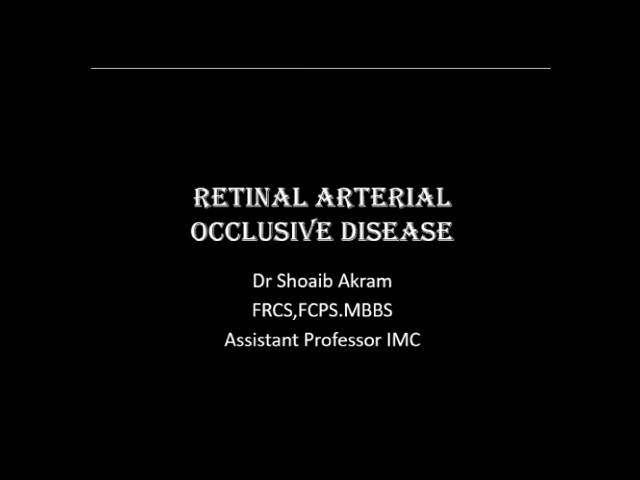 RETINAL ARTERIAL
OCCLUSIVE DISEASE
Dr Shoaib Akram
FRCS,FCPS.MBBS
Assistant Professor IMC